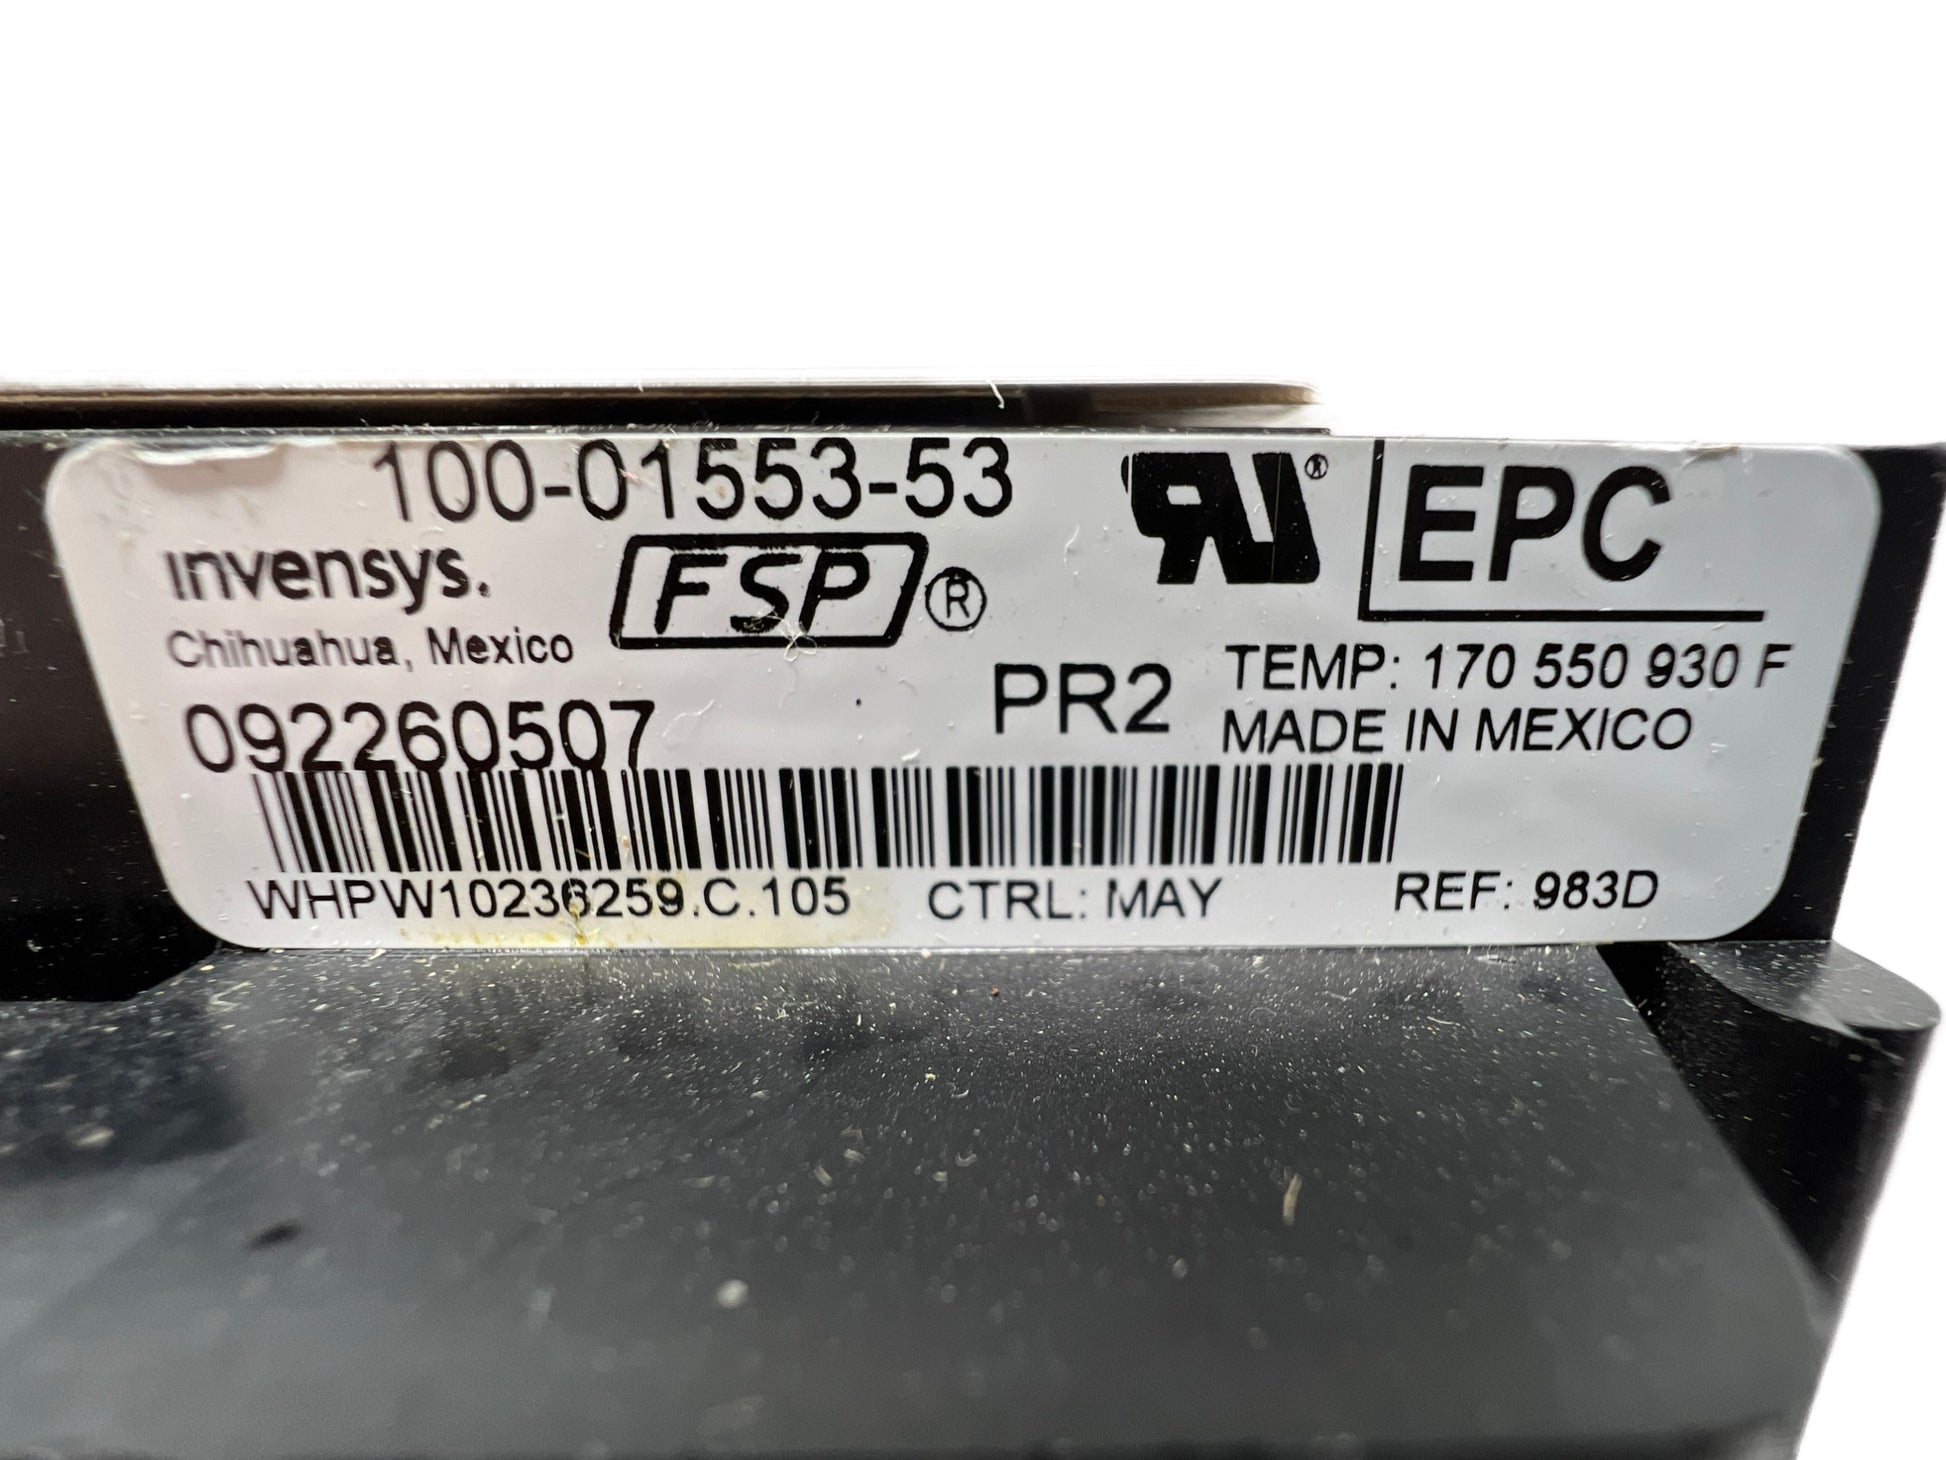 100-01553-53
invensys.
Chihuahua, Mexico
FSP®
RU®
EPC
092260507
PR2
TEMP: 170 550 930 F
MADE IN MEXICO
WHPW10236259.C.105
CTRL: MAY
REF: 983D